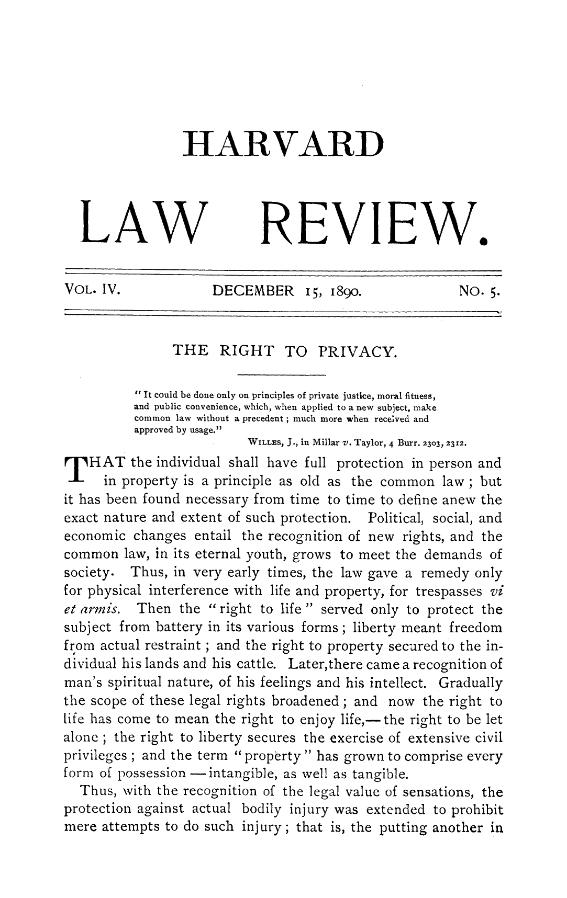 HARVARD
LAW REVIEW.
VOL. IV. DECEMBER 15, 1890. NO. 5.
THE RIGHT TO PRIVACY.
" It could be done only on principles of private justice, moral fitness,
and public convenience, which, when applied to a new subject, make
common law without a precedent ; much more when received and
approved by usage."
WILLES, J., in Millar v. Taylor, 4 Burr. 2303, 2312.
THAT the individual shall have full protection in person and
in property is a principle as old as the common law ; but
it has been found necessary from time to time to define anew the
exact nature and extent of such protection. Political, social, and
economic changes entail the recognition of new rights, and the
common law, in its eternal youth, grows to meet the demands of
society. Thus, in very early times, the law gave a remedy only
for physical interference with life and property, for trespasses vi
et armis. Then the "right to life" served only to protect the
subject from battery in its various forms ; liberty meant freedom
from actual restraint ; and the right to property secured to the in-
dividual his lands and his cattle. Later, there came a recognition of
man's spiritual nature, of his feelings and his intellect. Gradually
the scope of these legal rights broadened ; and now the right to
life has come to mean the right to enjoy life,— the right to be let
alone ; the right to liberty secures the exercise of extensive civil
privileges ; and the term "property" has grown to comprise every
form of possession — intangible, as well as tangible.
Thus, with the recognition of the legal value of sensations, the
protection against actual bodily injury was extended to prohibit
mere attempts to do such injury ; that is, the putting another in